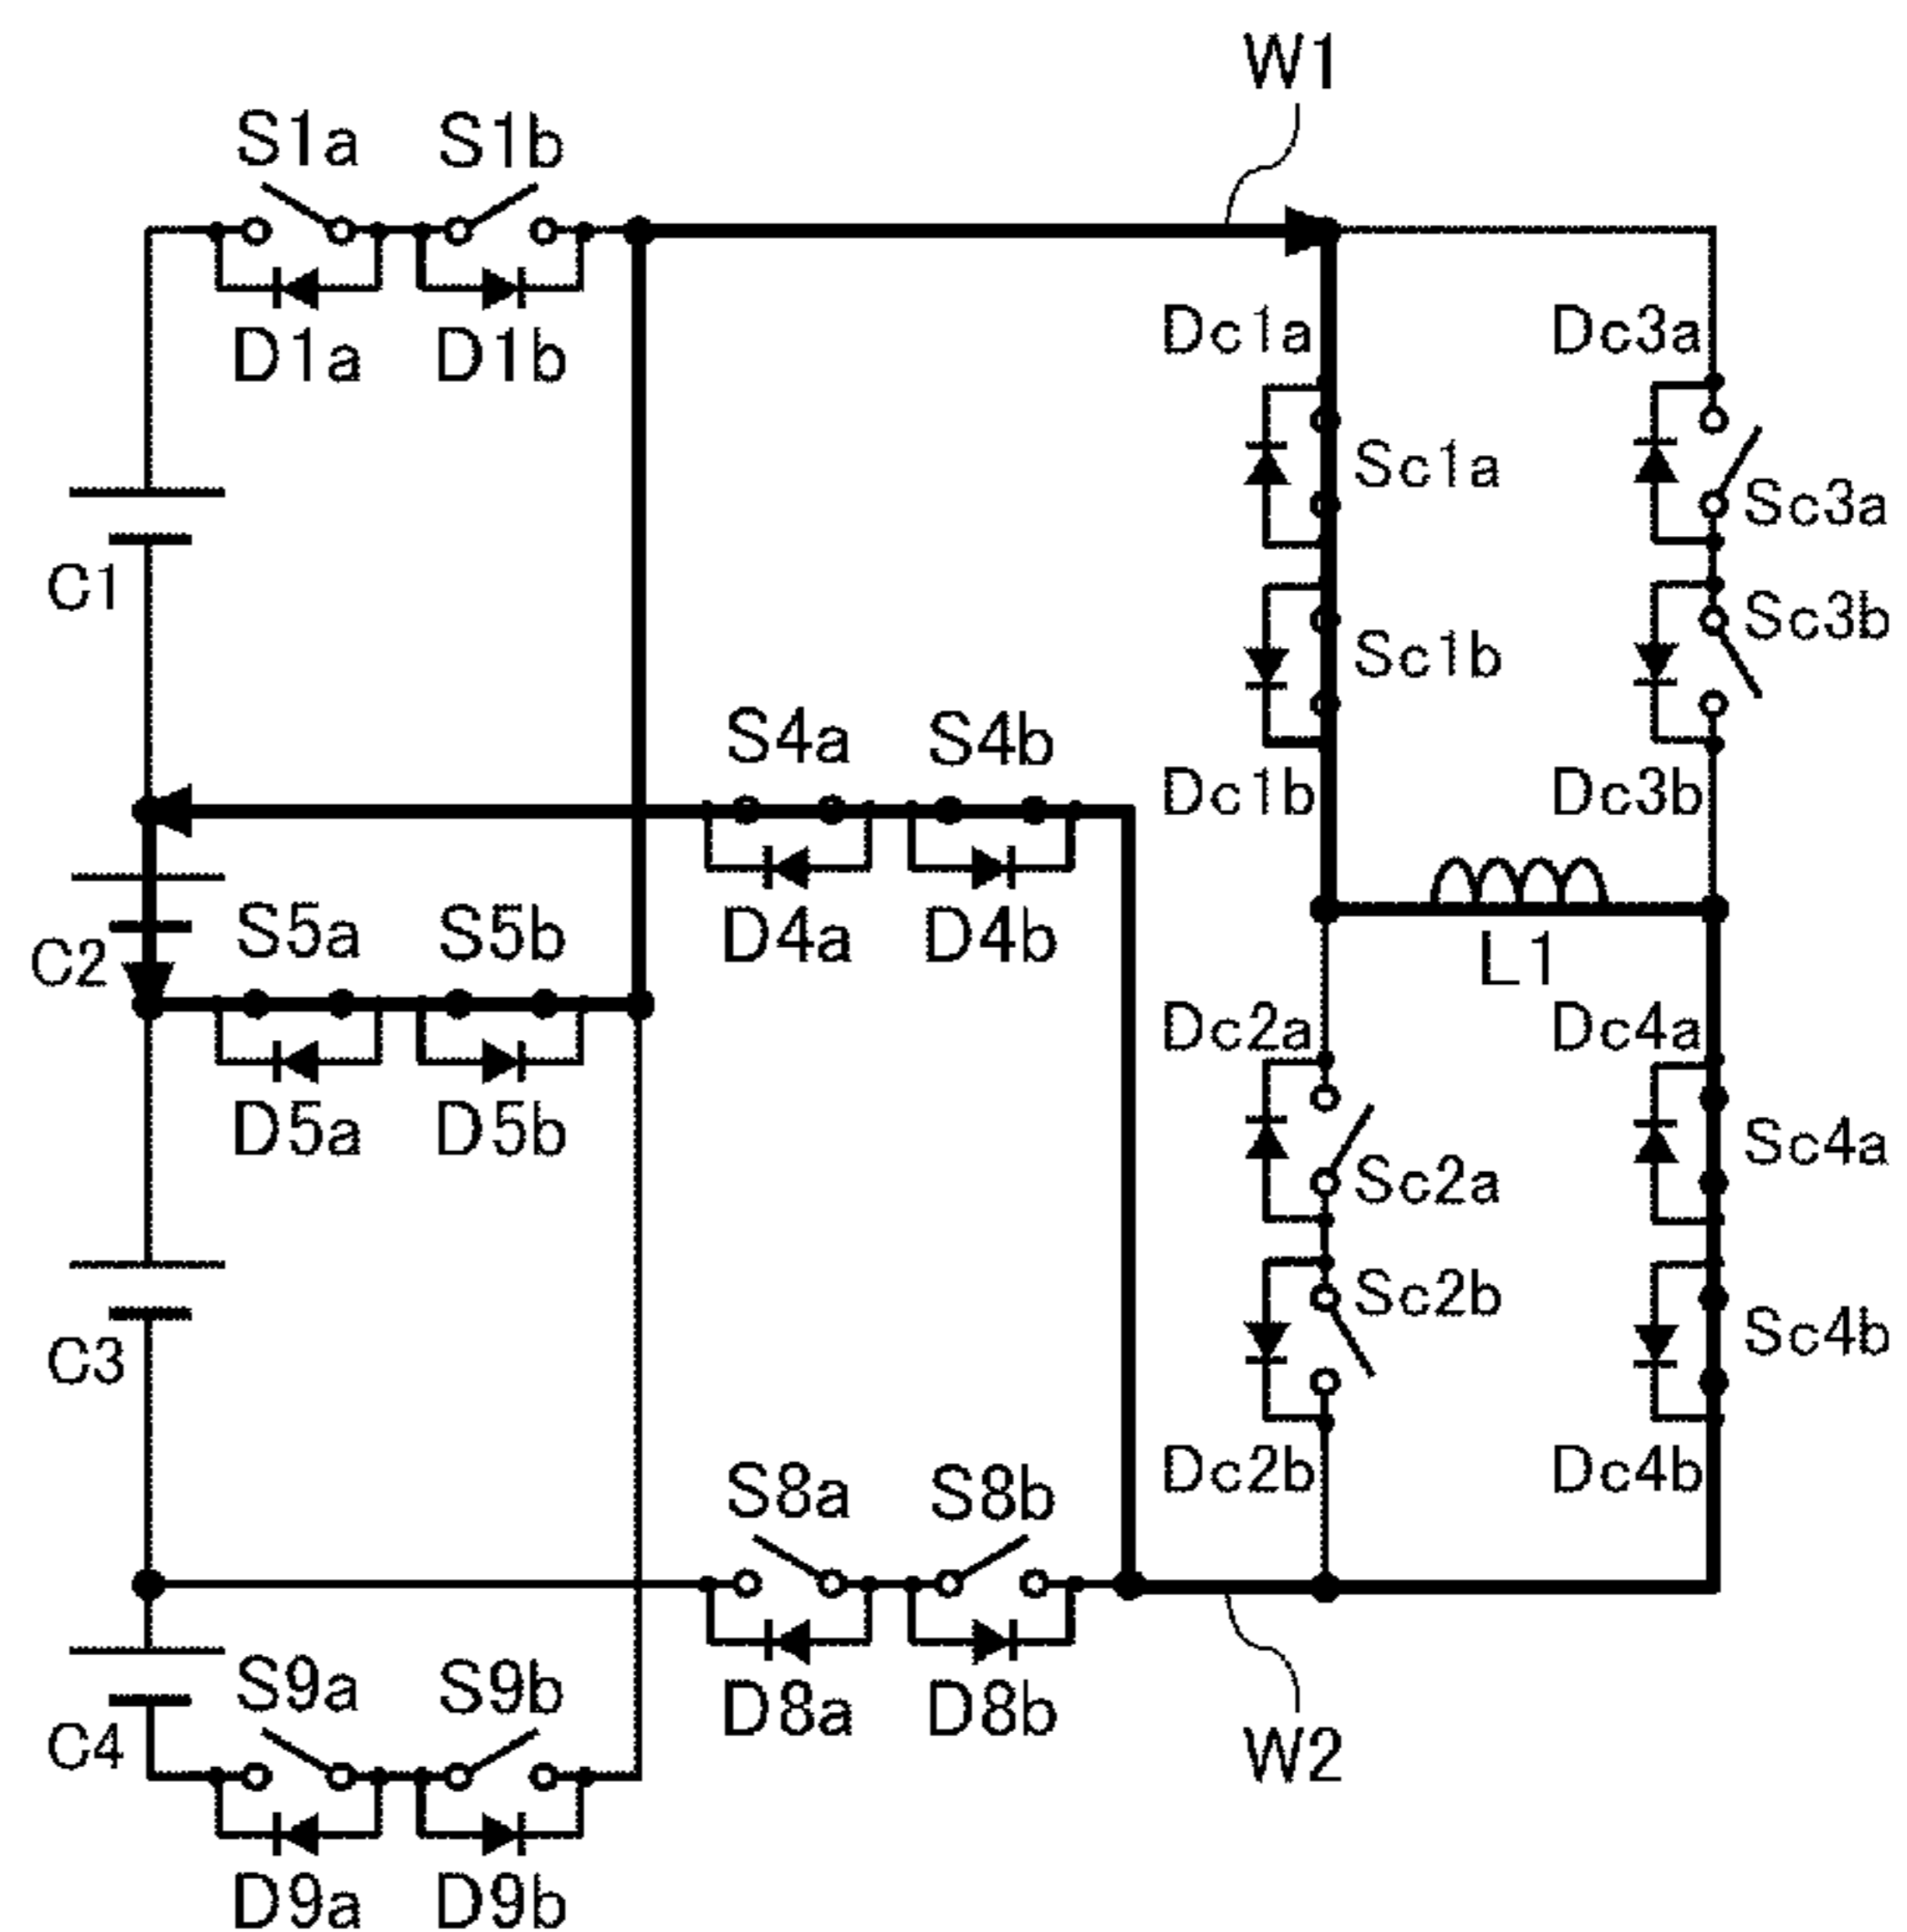 W1
S1a S1b
D1a D1b
Dc1a Dc3a
Sc1a
Sc3a
C1
Sc3b
Sc1b
S4a S4b
Dc1b Dc3b
S5a S5b
D4a D4b
C2
L1
Dc2a Dc4a
D5a D5b
Sc4a
Sc2a
Sc2b
Sc4b
C3
Dc2b Dc4b
S8a S8b
S9a S9b
D8a D8b
C4
W2
D9a D9b